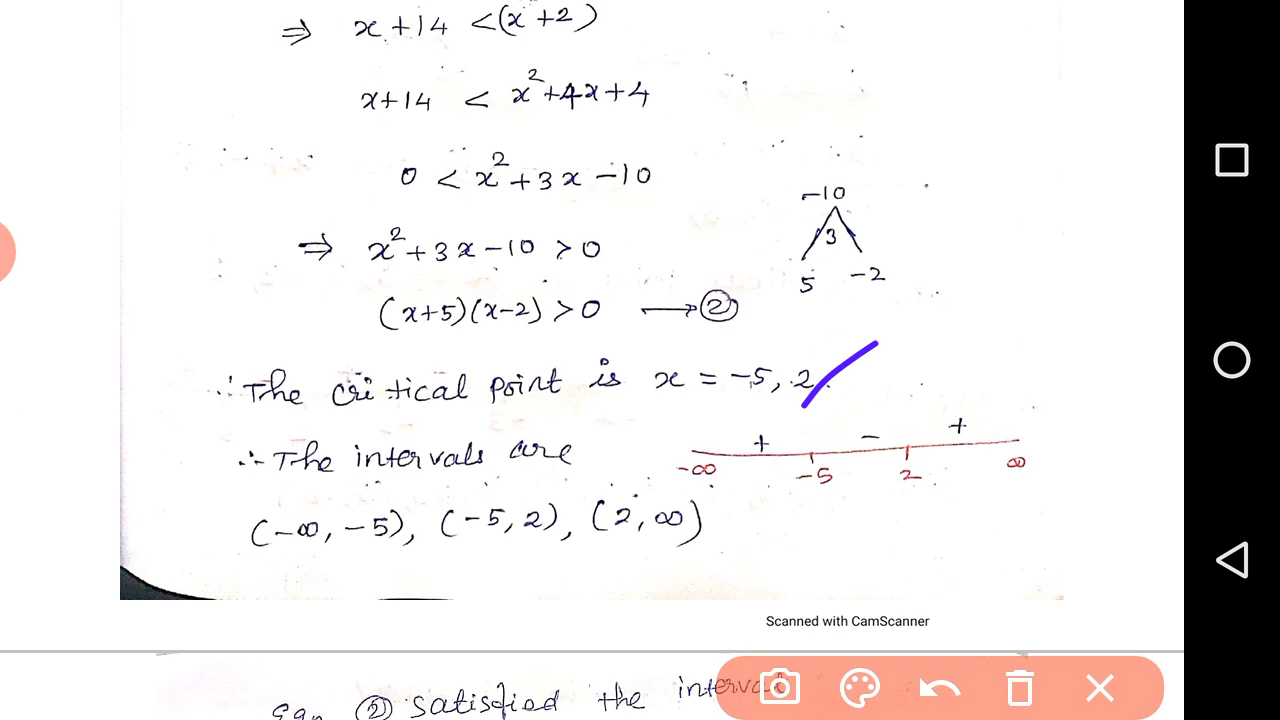 ⇒ x + 14 < (x + 2)
x + 14 < x² + 4x + 4
0 < x² + 3x - 10
-10
⇒ x² + 3x - 10 > 0
3
5 -2
(x+5)(x-2) > 0 → ②
∴ The critical point is x = -5, 2.
+ - +
∴ The intervals are
-∞ -5 2 ∞
(-∞, -5), (-5, 2), (2, ∞)
Scanned with CamScanner
Eqn ② satisfied the interval